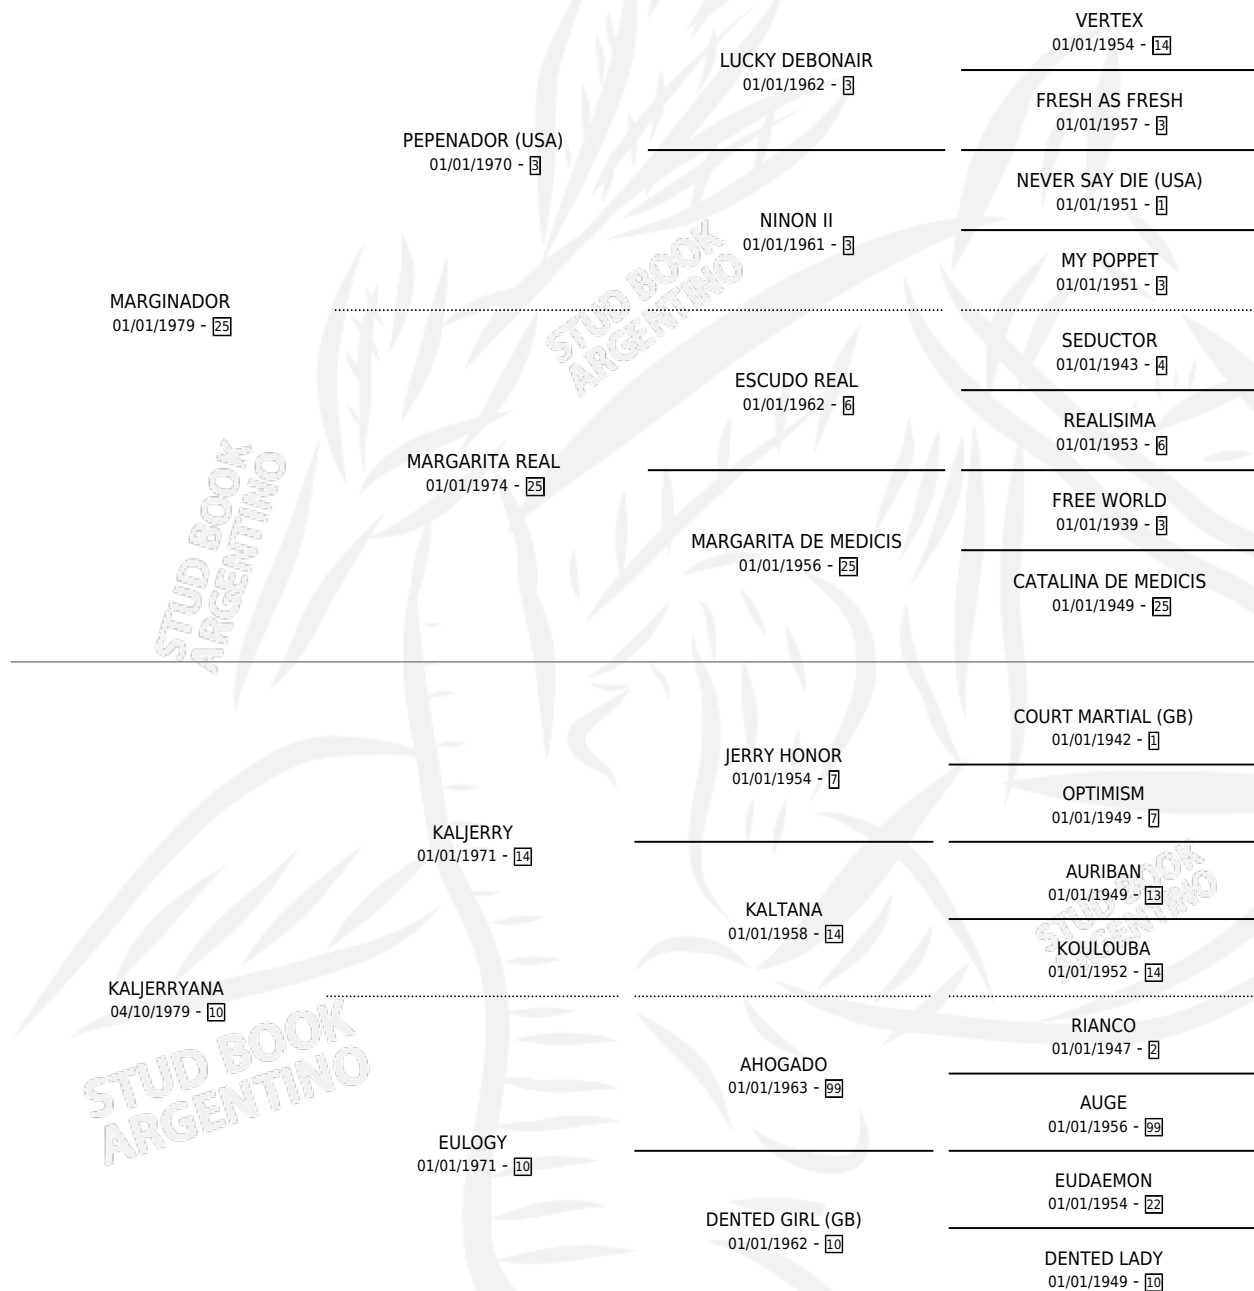 MARGINADOR
01/01/1979 - 25
PEPENADOR (USA)
01/01/1970 - 3
LUCKY DEBONAIR
01/01/1962 - 3
VERTEX
01/01/1954 - 14
FRESH AS FRESH
01/01/1957 - 3
NINON II
01/01/1961 - 3
NEVER SAY DIE (USA)
01/01/1951 - 1
MY POPPET
01/01/1951 - 3
MARGARITA REAL
01/01/1974 - 25
ESCUDO REAL
01/01/1962 - 6
SEDUCTOR
01/01/1943 - 4
REALISIMA
01/01/1953 - 6
MARGARITA DE MEDICIS
01/01/1956 - 25
FREE WORLD
01/01/1939 - 3
CATALINA DE MEDICIS
01/01/1949 - 25
KALJERRYANA
04/10/1979 - 10
KALJERRY
01/01/1971 - 14
JERRY HONOR
01/01/1954 - 7
COURT MARTIAL (GB)
01/01/1942 - 1
OPTIMISM
01/01/1949 - 7
KALTANA
01/01/1958 - 14
AURIBAN
01/01/1949 - 13
KOULOUBA
01/01/1952 - 14
EULOGY
01/01/1971 - 10
AHOGADO
01/01/1963 - 99
RIANCO
01/01/1947 - 2
AUGE
01/01/1956 - 99
DENTED GIRL (GB)
01/01/1962 - 10
EUDAEMON
01/01/1954 - 22
DENTED LADY
01/01/1949 - 10
STUD BOOK
ARGENTINO
STUD BOOK
ARGENTINO
STUD BOOK
ARGENTINO
STUD BOOK
ARGENTINO